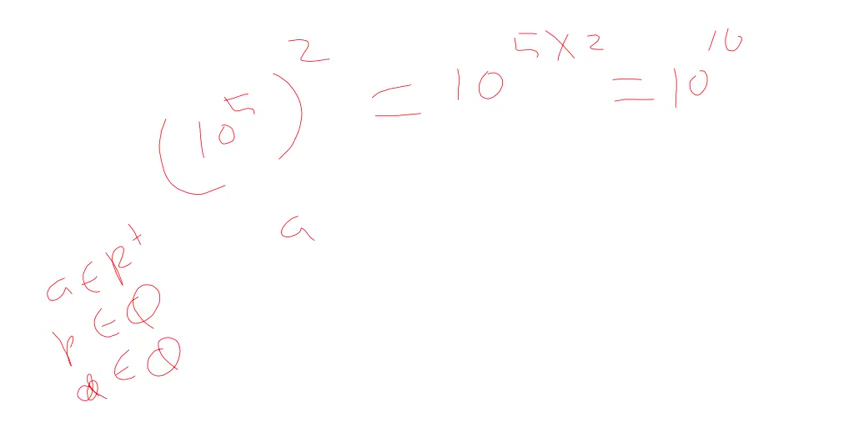 (10⁵)² = 10⁵ˣ² = 10¹⁰
a
a ∈ R⁺
p ∈ Q
q ∈ Q